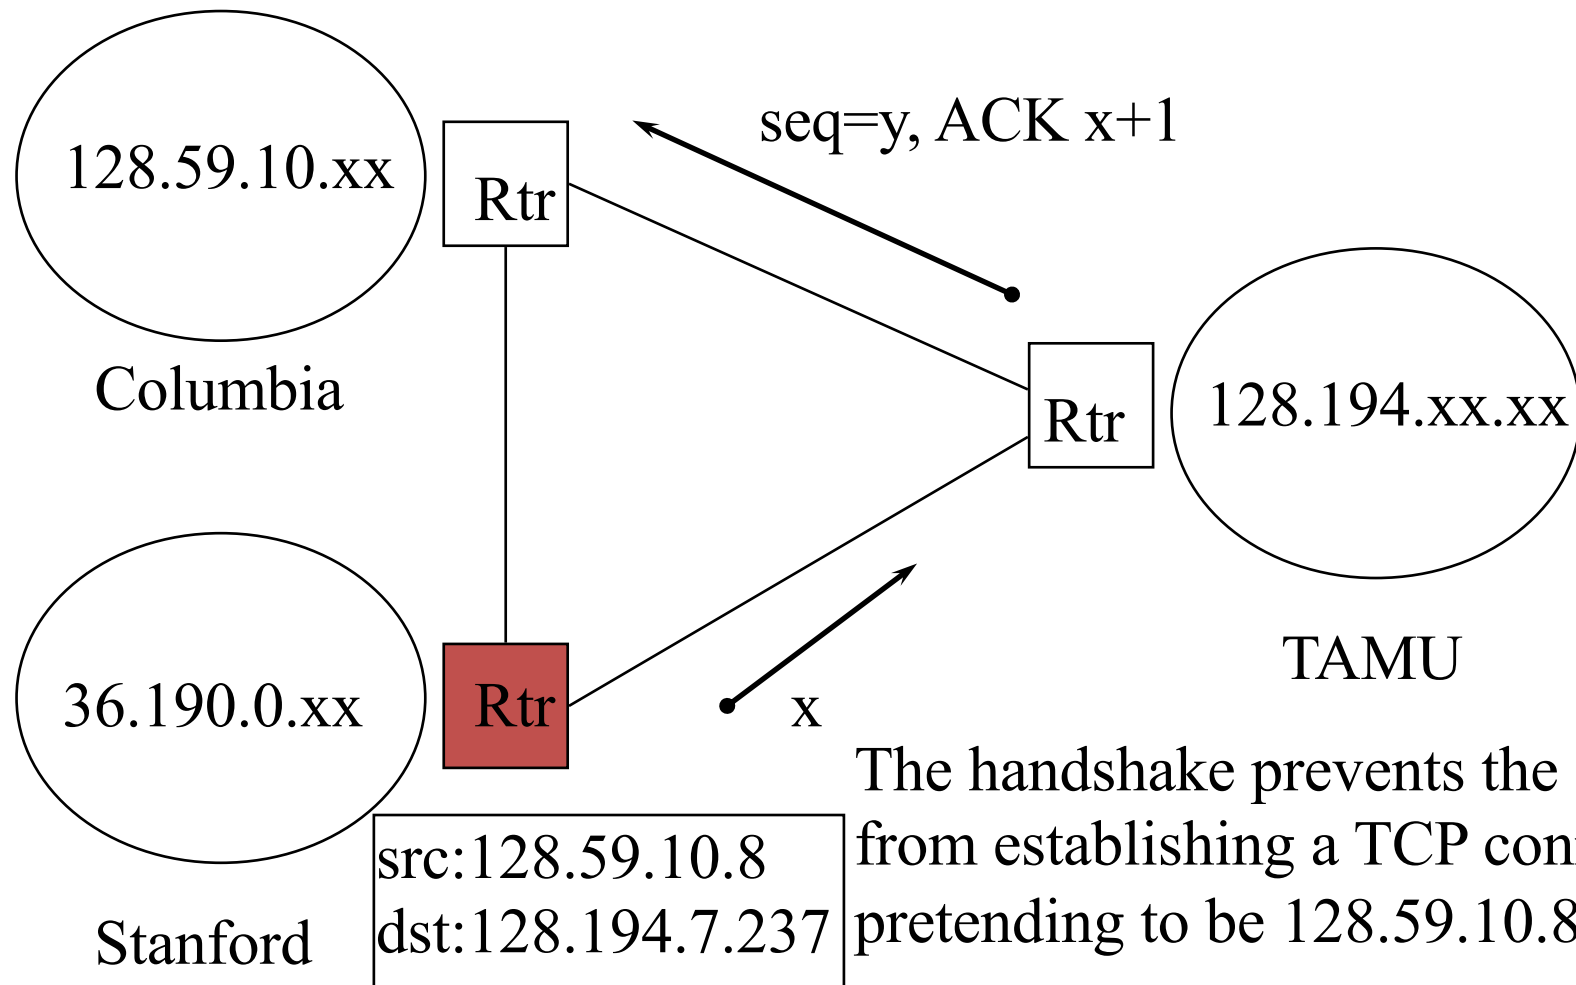 seq=y, ACK x+1
128.59.10.xx
Rtr
Columbia
Rtr
128.194.xx.xx
TAMU
36.190.0.xx
Rtr
x
Stanford
src:128.59.10.8
dst:128.194.7.237
The handshake prevents the
from establishing a TCP
pretending to be 128.59.10.8